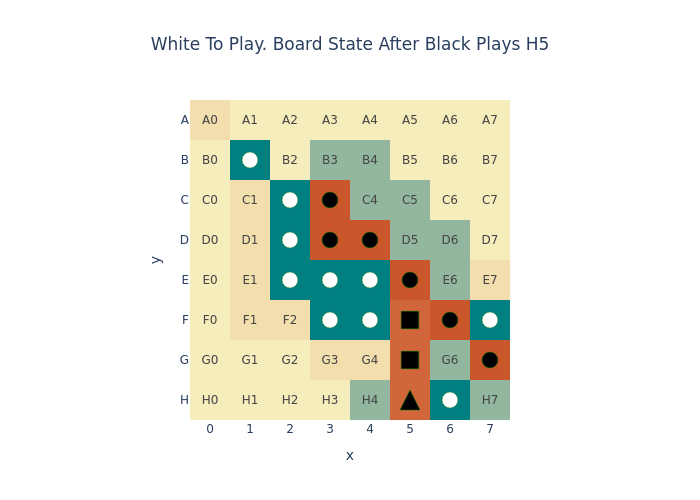 White To Play. Board State After Black Plays H5
A A0 A1 A2 A3 A4 A5 A6 A7
B B0 B2 B3 B4 B5 B6 B7
C C0 C1 C4 C5 C6 C7
D D0 D1 D5 D6 D7
E E0 E1 E6 E7
F F0 F1 F2
G G0 G1 G2 G3 G4 G6
H H0 H1 H2 H3 H4 H7
0 1 2 3 4 5 6 7
x
y